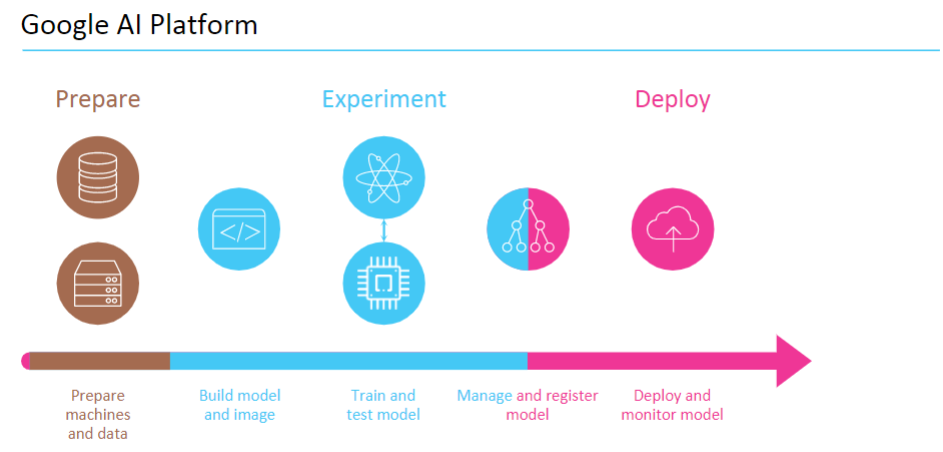 Google AI Platform
Prepare
Experiment
Deploy
</>
Prepare
machines
and data
Build model
and image
Train and
test model
Manage and register
model
Deploy and
monitor model